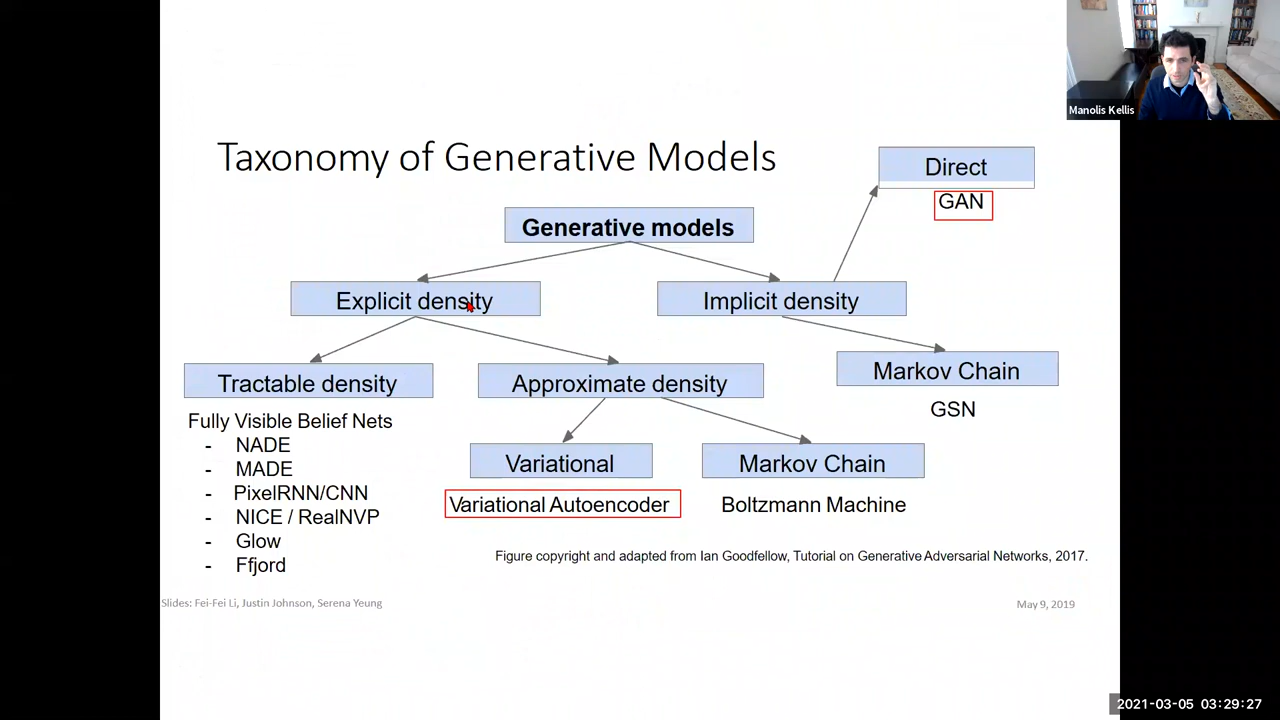 Manolis Kellis
Taxonomy of Generative Models
Direct
GAN
Generative models
Explicit density
Implicit density
Tractable density
Approximate density
Markov Chain
GSN
Fully Visible Belief Nets
- NADE
- MADE
- PixelRNN/CNN
- NICE / RealNVP
- Glow
- Ffjord
Variational
Markov Chain
Variational Autoencoder
Boltzmann Machine
Figure copyright and adapted from Ian Goodfellow, Tutorial on Generative Adversarial Networks, 2017.
Slides: Fei-Fei Li, Justin Johnson, Serena Yeung
May 9, 2019
2021-03-05 03:29:27